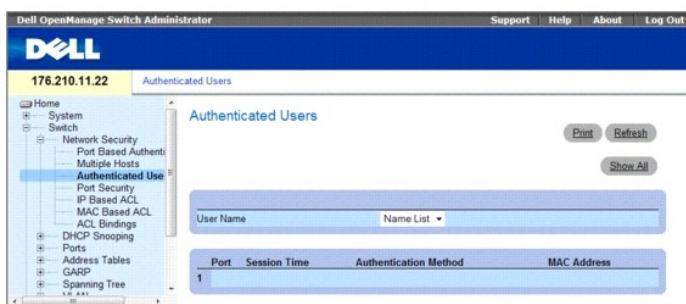 Dell OpenManage Switch Administrator
Support Help About Log Out
DELL
176.210.11.22
Authenticated Users
Home
System
Switch
Network Security
Port Based Authenti
Multiple Hosts
Authenticated Use
Port Security
IP Based ACL
MAC Based ACL
ACL Bindings
DHCP Snooping
Ports
Address Tables
GARP
Spanning Tree
VLAN
Authenticated Users
Print Refresh
Show All
User Name Name List
Port Session Time Authentication Method MAC Address
1